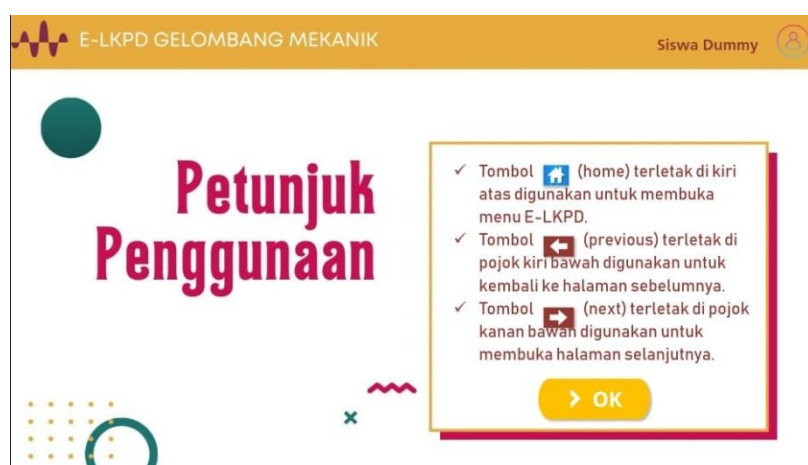 E-LKPD GELOMBANG MEKANIK
Siswa Dummy
Petunjuk
Penggunaan
✓ Tombol (home) terletak di kiri
atas digunakan untuk membuka
menu E-LKPD.
✓ Tombol (previous) terletak di
pojok kiri bawah digunakan untuk
kembali ke halaman sebelumnya.
✓ Tombol (next) terletak di pojok
kanan bawah digunakan untuk
membuka halaman selanjutnya.
> OK